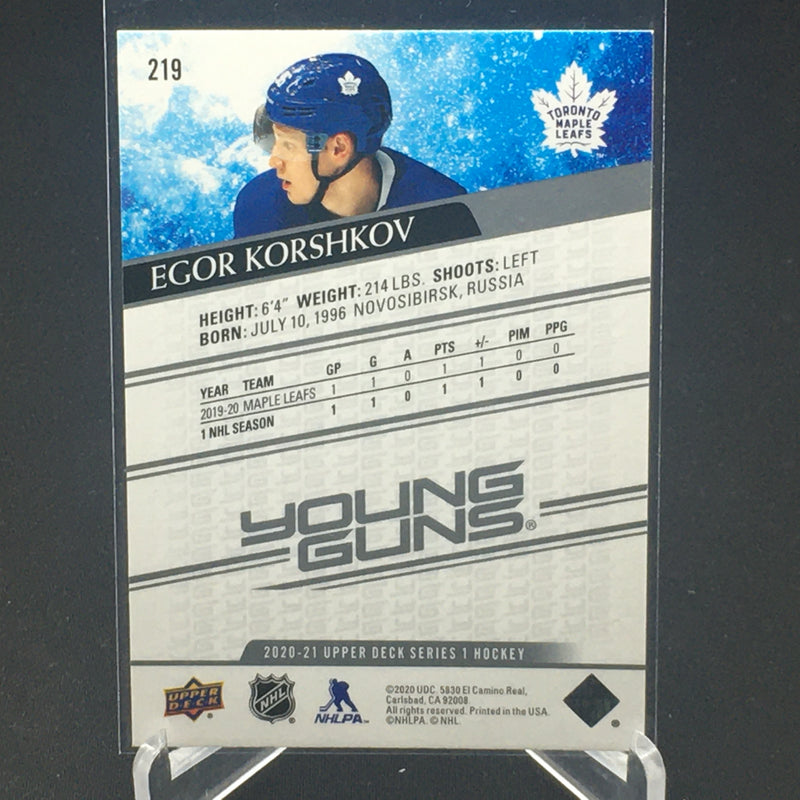 219
TORONTO
MAPLE
LEAFS
EGOR KORSHKOV
HEIGHT: 6'4" WEIGHT: 214 LBS. SHOOTS: LEFT
BORN: JULY 10, 1996 NOVOSIBIRSK, RUSSIA
YEAR TEAM GP G A PTS +/- PIM PPG
2019-20 MAPLE LEAFS 1 1 0 1 1 0 0
1 NHL SEASON 1 1 0 1 1 0 0
YOUNG
GUNS®
2020-21 UPPER DECK SERIES 1 HOCKEY
UPPER
DECK
NHL
®
NHLPA™
©2020 UDC. 5830 El Camino Real,
Carlsbad, CA 92008.
All rights reserved. Printed in the USA.
©NHLPA. © NHL.
®